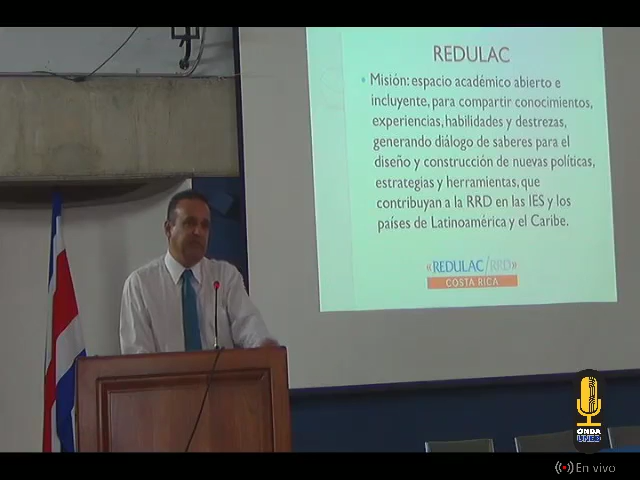 REDULAC
• Misión: espacio académico abierto e
incluyente, para compartir conocimientos,
experiencias, habilidades y destrezas,
generando diálogo de saberes para el
diseño y construcción de nuevas políticas,
estrategias y herramientas, que
contribuyan a la RRD en las IES y los
países de Latinoamérica y el Caribe.
«REDULAC/RRD»
COSTA RICA
ONDA
UNED
En vivo